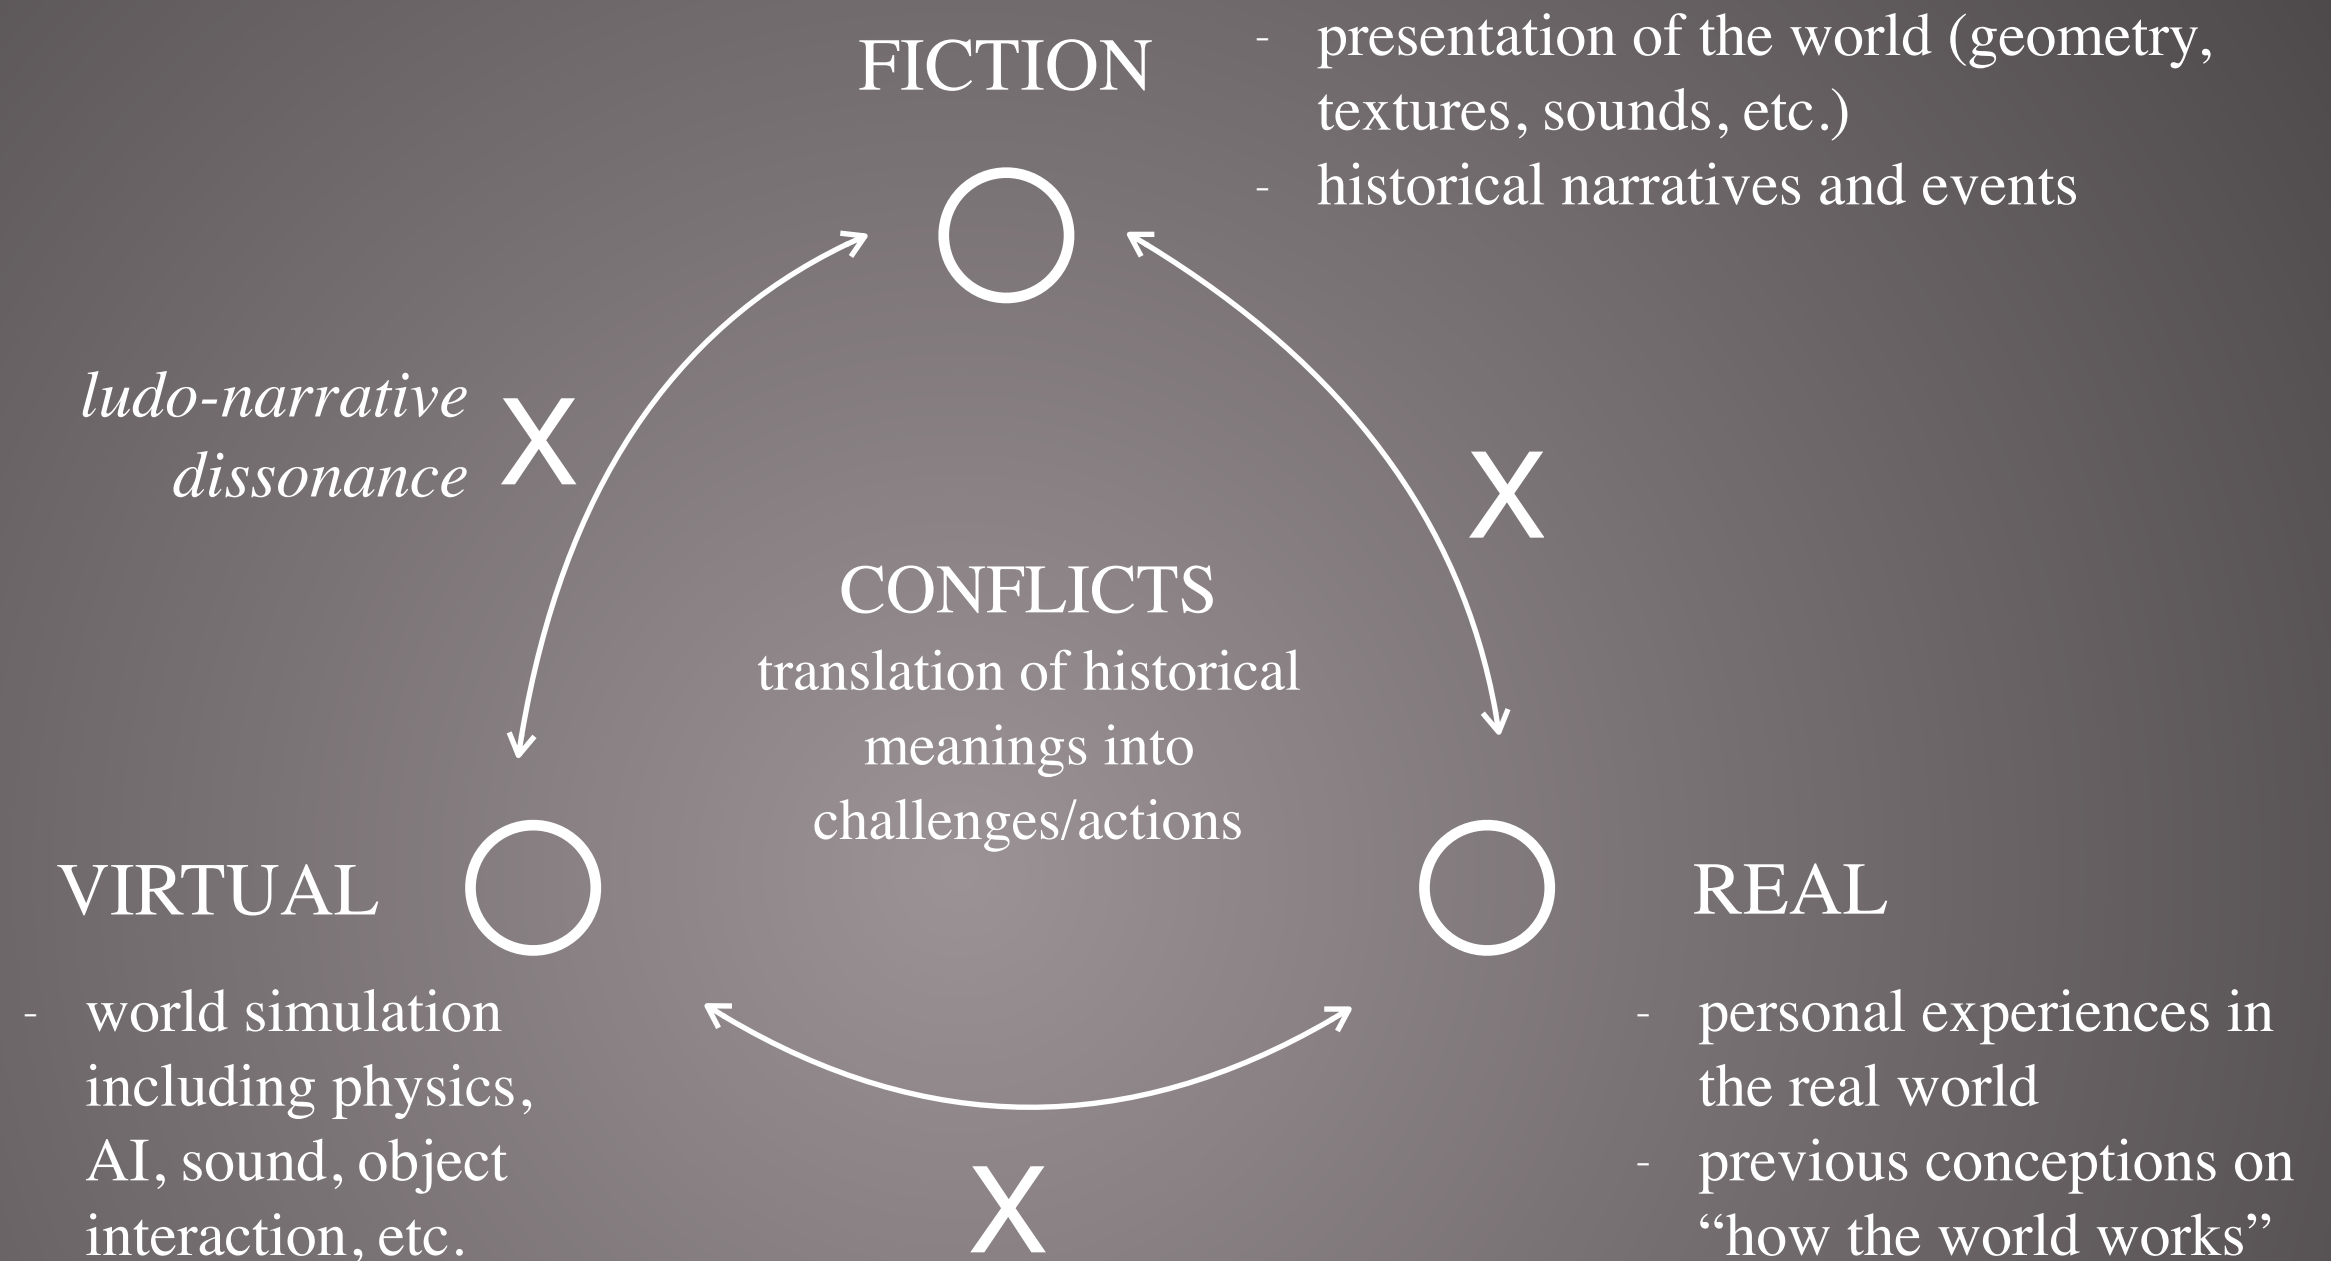 FICTION
- presentation of the world (geometry,
textures, sounds, etc.)
- historical narratives and events
ludo-narrative
dissonance
X
X
CONFLICTS
translation of historical
meanings into
challenges/actions
VIRTUAL
- world simulation
including physics,
AI, sound, object
interaction, etc.
REAL
- personal experiences in
the real world
- previous conceptions on
“how the world works”
X